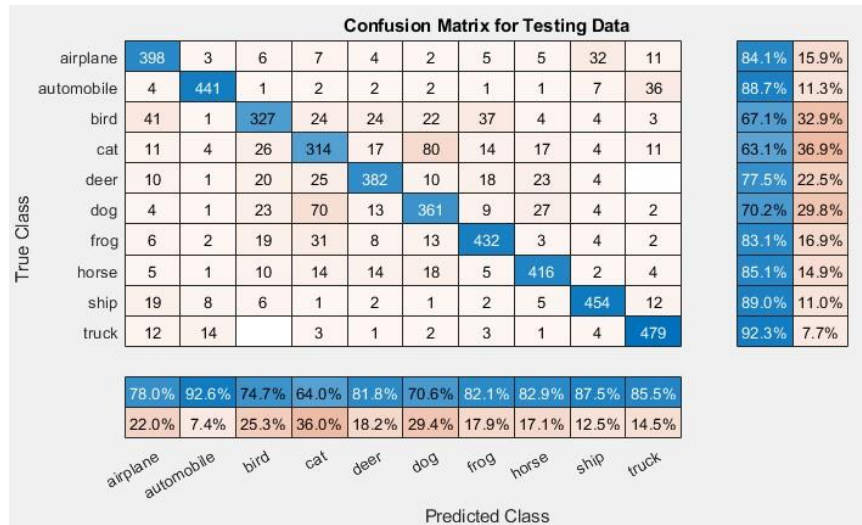 Confusion Matrix for Testing Data
airplane 398 3 6 7 4 2 5 5 32 11 84.1% 15.9%
automobile 4 441 1 2 2 2 1 1 7 36 88.7% 11.3%
bird 41 1 327 24 24 22 37 4 4 3 67.1% 32.9%
cat 11 4 26 314 17 80 14 17 4 11 63.1% 36.9%
deer 10 1 20 25 382 10 18 23 4 77.5% 22.5%
dog 4 1 23 70 13 361 9 27 4 2 70.2% 29.8%
frog 6 2 19 31 8 13 432 3 4 2 83.1% 16.9%
horse 5 1 10 14 14 18 5 416 2 4 85.1% 14.9%
ship 19 8 6 1 2 1 2 5 454 12 89.0% 11.0%
truck 12 14 3 1 2 3 1 4 479 92.3% 7.7%
True Class
78.0% 92.6% 74.7% 64.0% 81.8% 70.6% 82.1% 82.9% 87.5% 85.5%
22.0% 7.4% 25.3% 36.0% 18.2% 29.4% 17.9% 17.1% 12.5% 14.5%
airplane automobile bird cat deer dog frog horse ship truck
Predicted Class